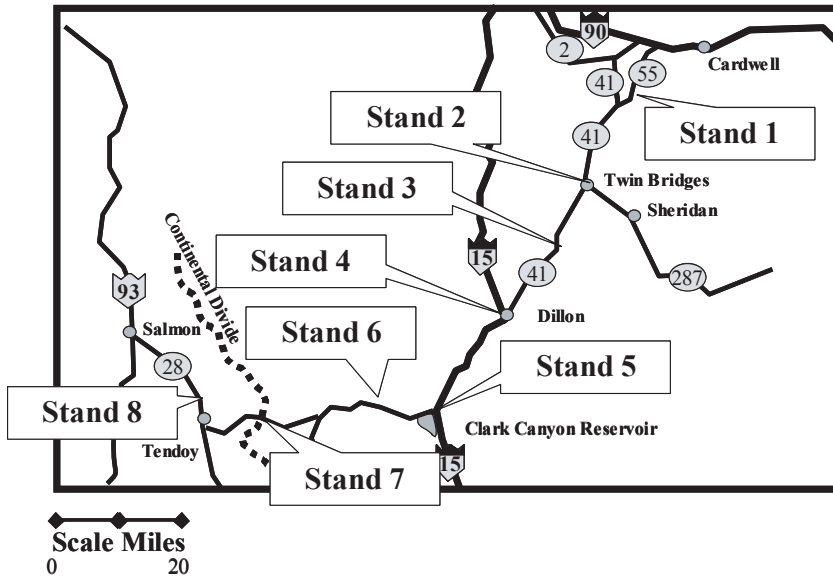 90
2
Cardwell
55
41
Stand 2
Stand 1
41
Twin Bridges
Stand 3
Sheridan
Continental Divide
Stand 4
15
41
287
93
Dillon
Salmon
Stand 6
28
Stand 5
Stand 8
Clark Canyon Reservoir
Tendoy
15
Stand 7
Scale Miles
0 20